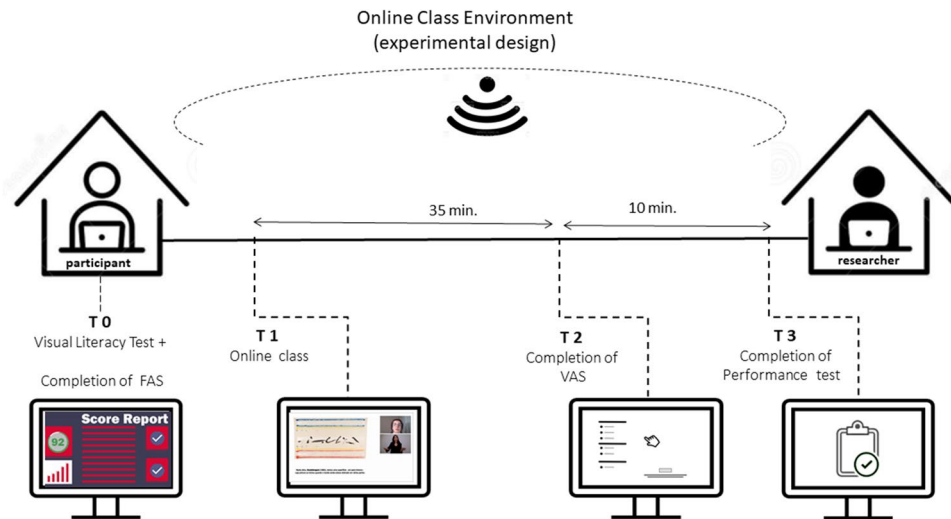 Online Class Environment
(experimental design)
35 min.
10 min.
participant
researcher
T 0
Visual Literacy Test +
Completion of FAS
T 1
Online class
T 2
Completion of
VAS
T 3
Completion of
Performance test
Score Report
92